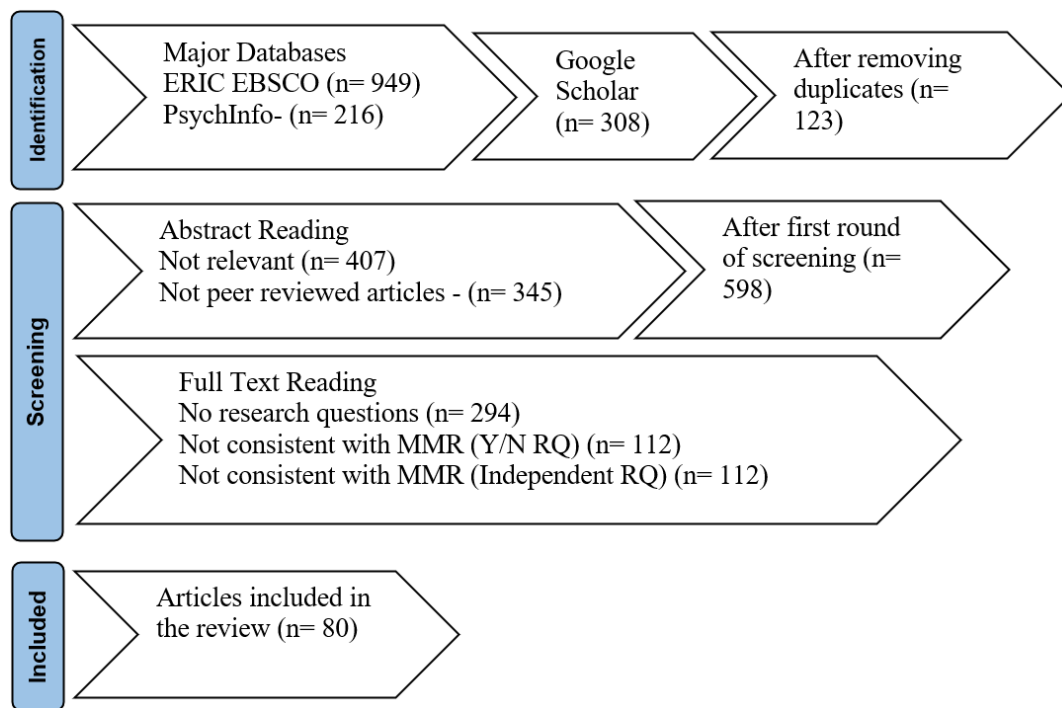 Identification
Major Databases
ERIC EBSCO (n= 949)
PsychInfo- (n= 216)
Google
Scholar
(n= 308)
After removing
duplicates (n=
123)
Screening
Abstract Reading
Not relevant (n= 407)
Not peer reviewed articles - (n= 345)
After first round
of screening (n=
598)
Full Text Reading
No research questions (n= 294)
Not consistent with MMR (Y/N RQ) (n= 112)
Not consistent with MMR (Independent RQ) (n= 112)
Included
Articles included in
the review (n= 80)